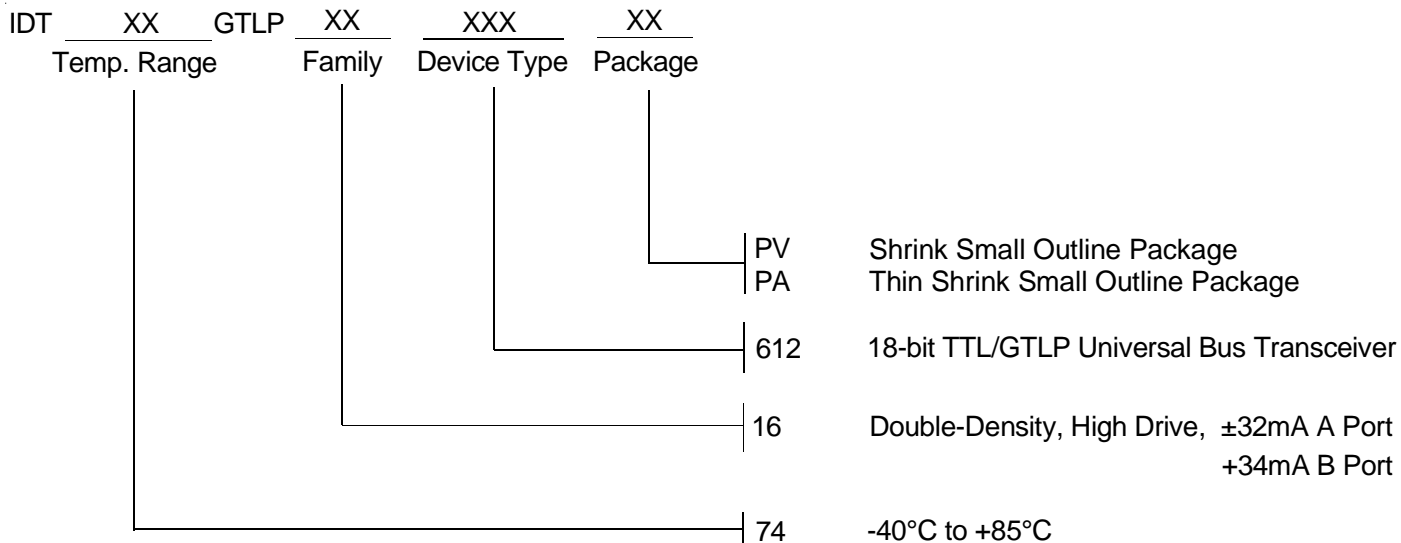 IDT XX GTLP XX XXX XX
Temp. Range Family Device Type Package
PV Shrink Small Outline Package
PA Thin Shrink Small Outline Package
612 18-bit TTL/GTLP Universal Bus Transceiver
16 Double-Density, High Drive, ±32mA A Port
+34mA B Port
74 -40°C to +85°C